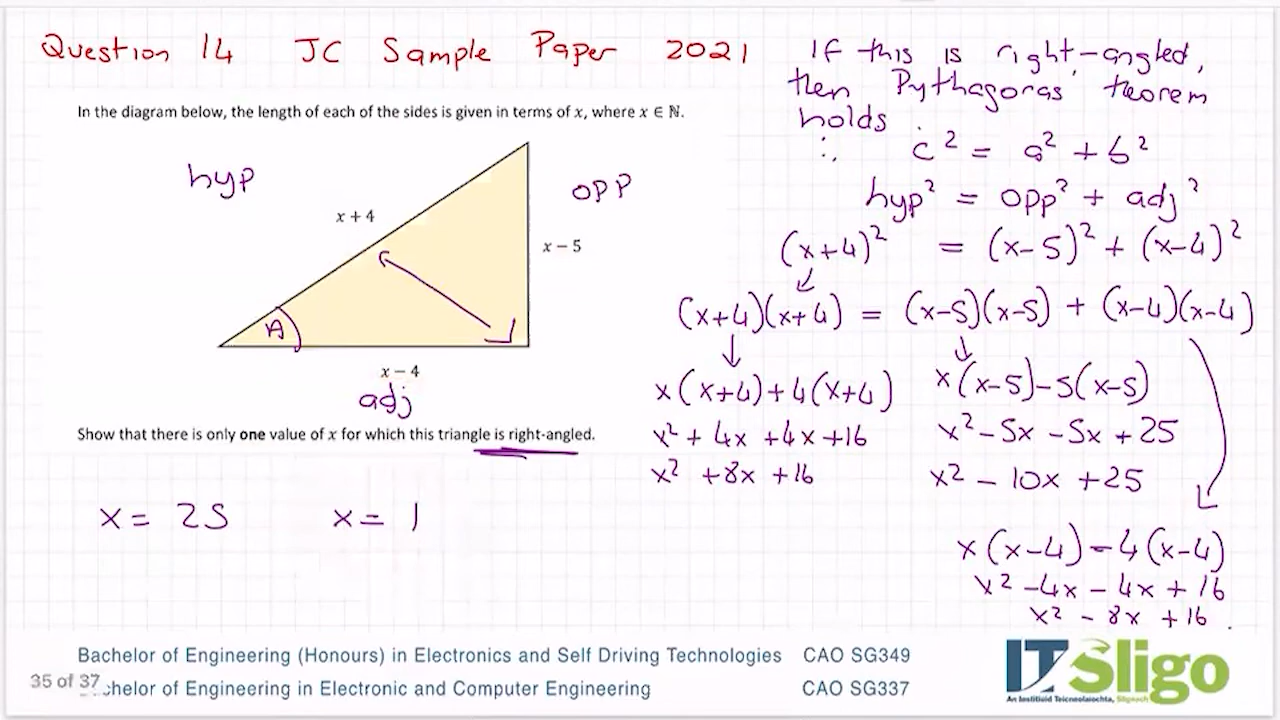 Question 14 JC Sample Paper 2021
In the diagram below, the length of each of the sides is given in terms of x, where x ∈ ℕ.
hyp
opp
x + 4
x − 5
A
x − 4
adj
Show that there is only one value of x for which this triangle is right-angled.
x = 25 x = 1
If this is right-angled,
then Pythagoras' theorem
holds
∴ c² = a² + b²
hyp² = opp² + adj²
(x+4)² = (x-5)² + (x-4)²
(x+4)(x+4) = (x-5)(x-5) + (x-4)(x-4)
x(x+4)+4(x+4)
x² + 4x + 4x + 16
x² + 8x + 16
x(x-5)-5(x-5)
x² - 5x - 5x + 25
x² - 10x + 25
x(x-4)-4(x-4)
x² - 4x - 4x + 16
x² - 8x + 16
Bachelor of Engineering (Honours) in Electronics and Self Driving Technologies CAO SG349
35 of 37
chelor of Engineering in Electronic and Computer Engineering CAO SG337
IT Sligo
An Institiúid Teicneolaíochta, Sligeach